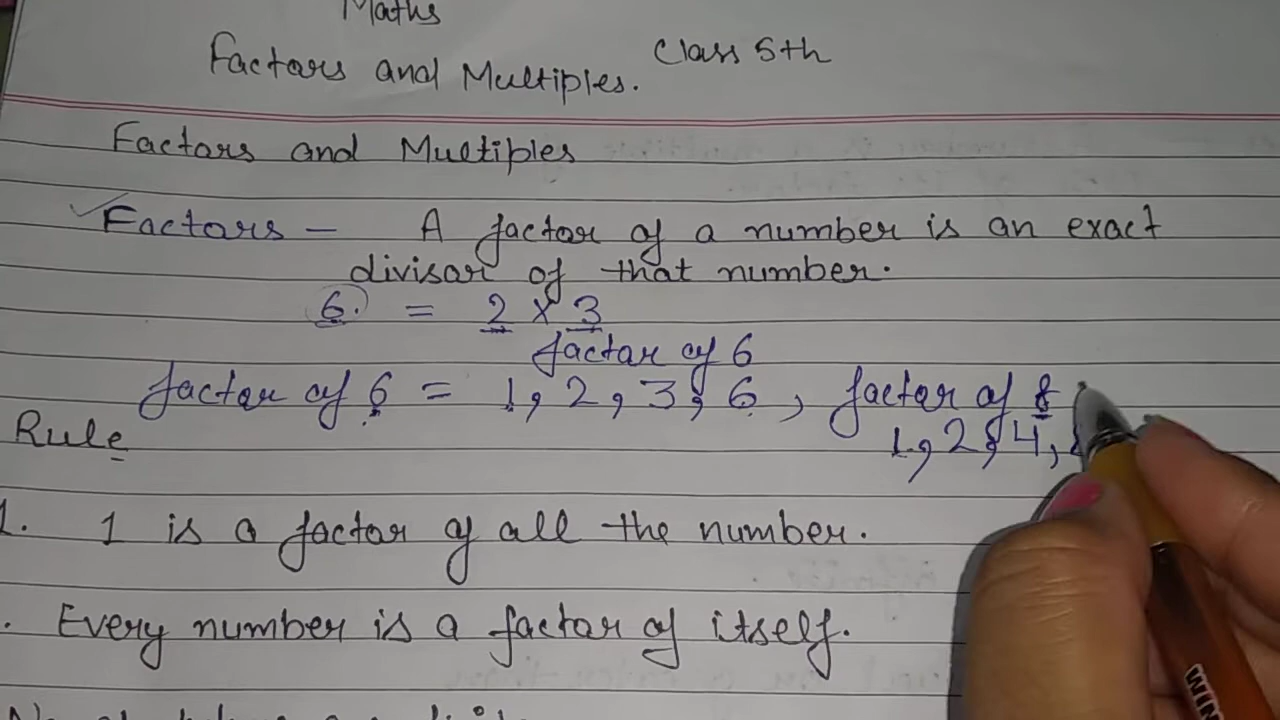 Maths
Factors and Multiples. Class 5th
Factors and Multiples
Factors - A factor of a number is an exact
divisor of that number.
6. = 2 × 3
factor of 6
factor of 6 = 1, 2, 3, 6, factor of 8
1, 2, 4,
Rule
1. 1 is a factor of all the number.
. Every number is a factor of itself.
WIN